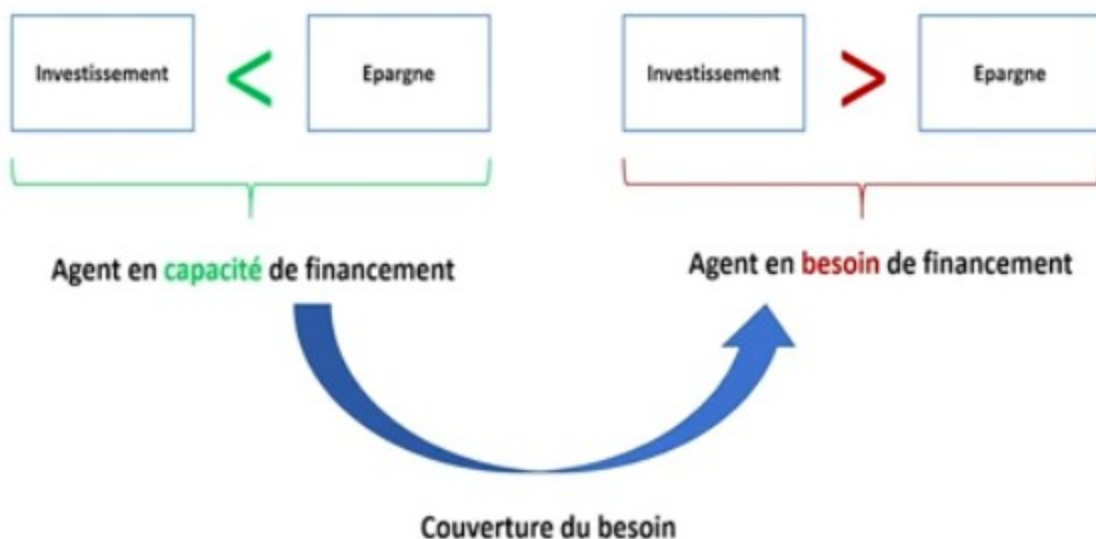 Investissement < Epargne
Investissement > Epargne
Agent en capacité de financement
Agent en besoin de financement
Couverture du besoin